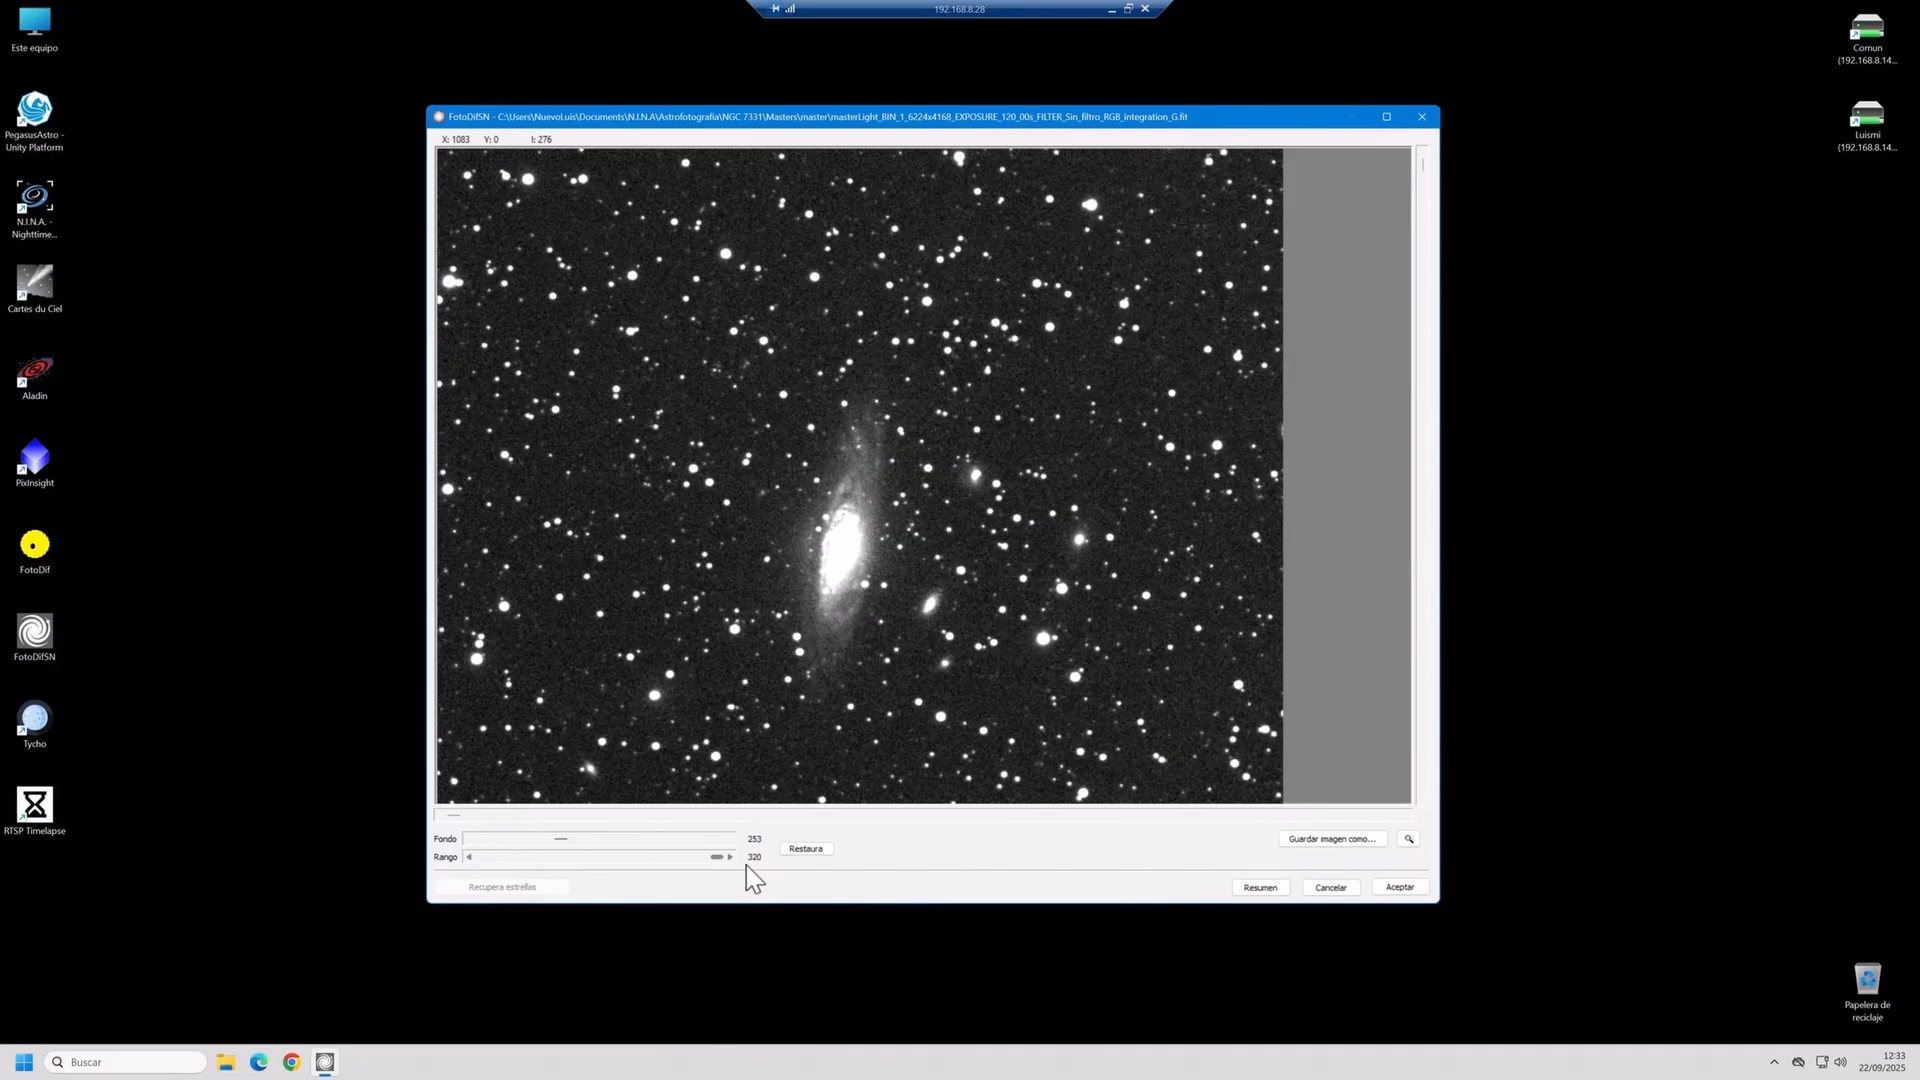 192.168.8.28
Este equipo
PegasusAstro -
Unity Platform
N.I.N.A. -
Nighttime...
Cartes du Ciel
Aladin
PixInsight
FotoDif
FotoDifSN
Tycho
RTSP Timelapse
Comun
(192.168.8.14...
Luismi
(192.168.8.14...
FotoDifSN - C:\Users\NuevoLuis\Documents\N.I.N.A\Astrofotografia\NGC 7331\Masters\master\masterLight_BIN_1_6224x4168_EXPOSURE_120_00s_FILTER_Sin_filtro_RGB_integration_G.fit
X: 1083 Y: 0 I: 276
Fondo 253
Rango 320
Restaura
Guardar imagen como...
Recupera estrellas
Resumen Cancelar Aceptar
Papelera de
reciclaje
Buscar
12:33
22/09/2025